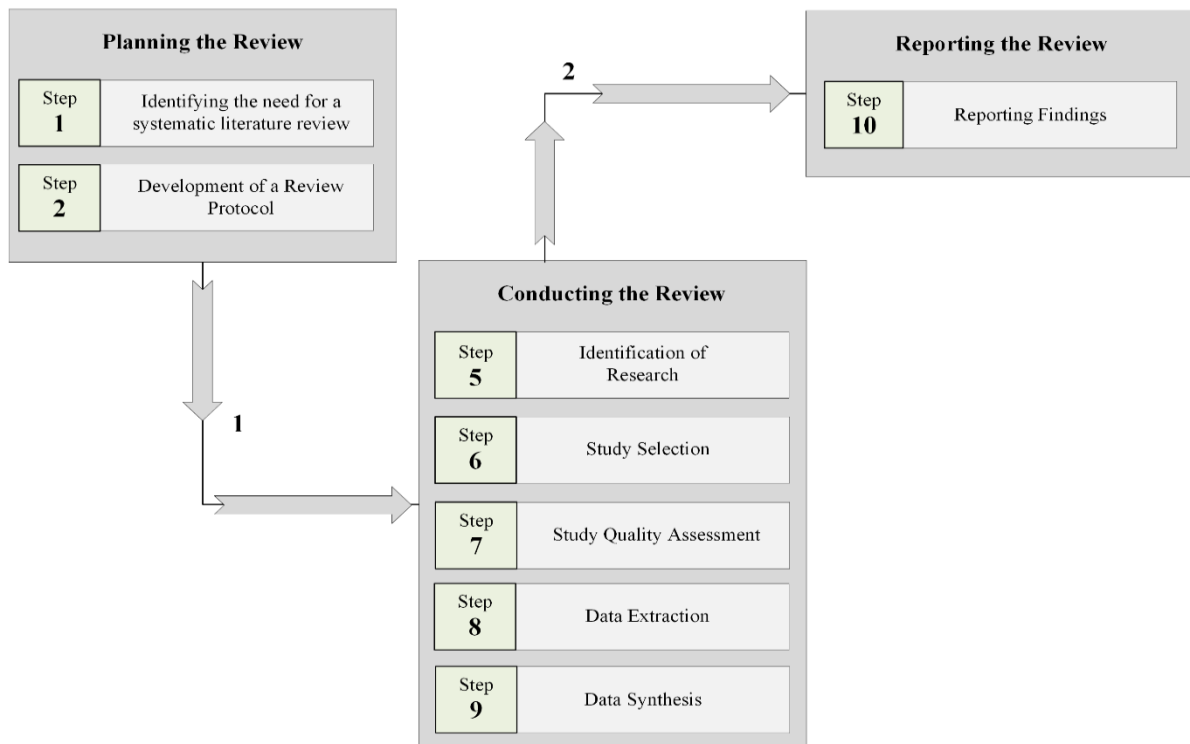 Planning the Review
Step
1
Identifying the need for a
systematic literature review
Step
2
Development of a Review
Protocol
1
Conducting the Review
Step
5
Identification of
Research
Step
6
Study Selection
Step
7
Study Quality Assessment
Step
8
Data Extraction
Step
9
Data Synthesis
2
Reporting the Review
Step
10
Reporting Findings